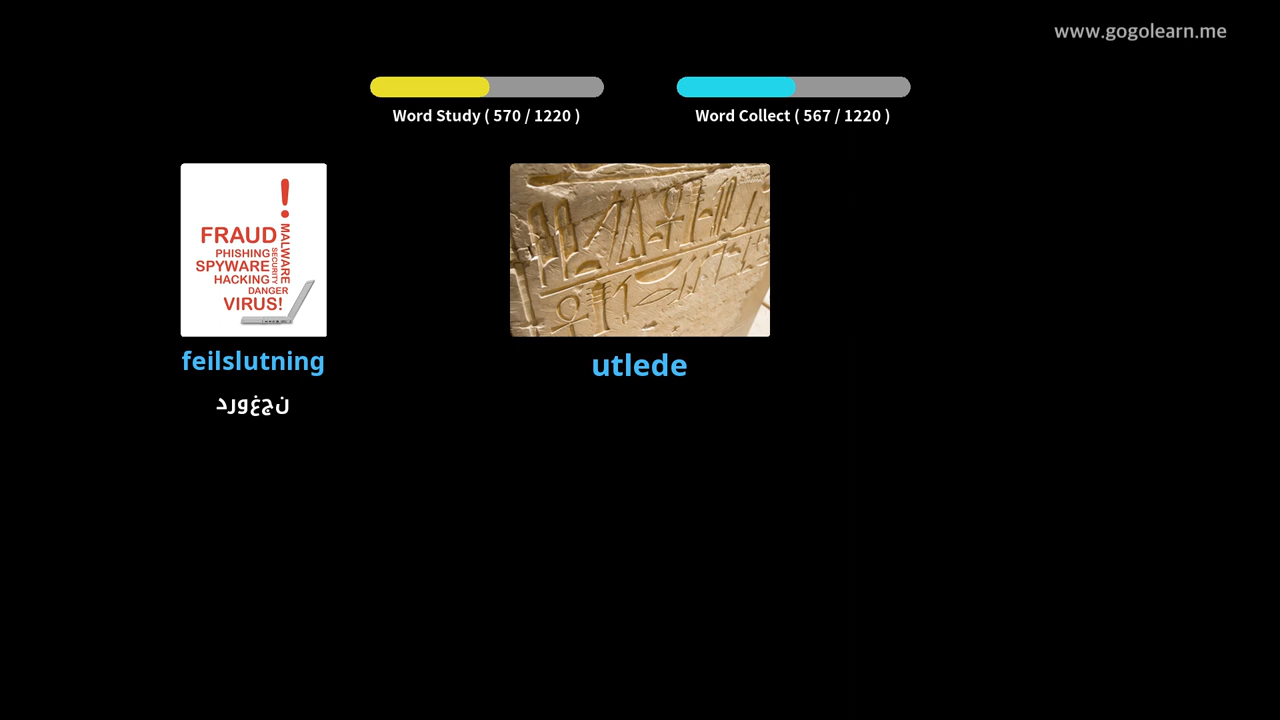 www.gogolearn.me
Word Study ( 570 / 1220 )
Word Collect ( 567 / 1220 )
!
FRAUD
MALWARE
PHISHING
SECURITY
SPYWARE
HACKING
DANGER
VIRUS!
feilslutning
utlede
دروغجن